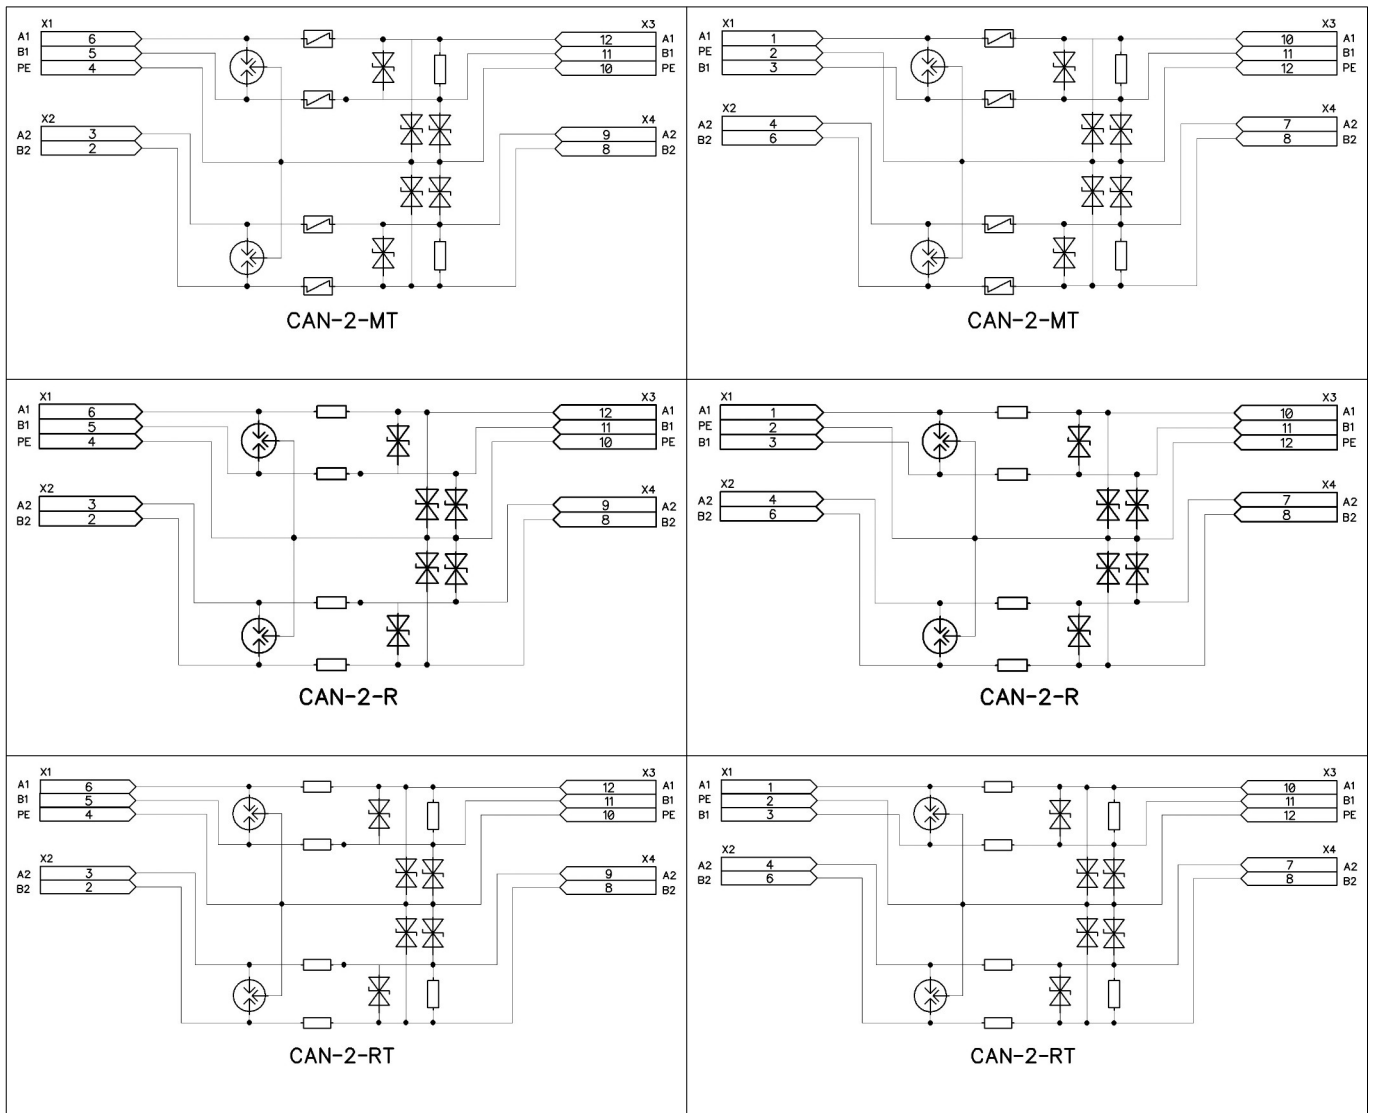 X1 X3
A1 6 12 A1
B1 5 11 B1
PE 4 10 PE
X2 X4
A2 3 9 A2
B2 2 8 B2
CAN-2-MT
X1 X3
A1 1 10 A1
PE 2 11 B1
B1 3 12 PE
X2 X4
A2 4 7 A2
B2 6 8 B2
CAN-2-MT
X1 X3
A1 6 12 A1
B1 5 11 B1
PE 4 10 PE
X2 X4
A2 3 9 A2
B2 2 8 B2
CAN-2-R
X1 X3
A1 1 10 A1
PE 2 11 B1
B1 3 12 PE
X2 X4
A2 4 7 A2
B2 6 8 B2
CAN-2-R
X1 X3
A1 6 12 A1
B1 5 11 B1
PE 4 10 PE
X2 X4
A2 3 9 A2
B2 2 8 B2
CAN-2-RT
X1 X3
A1 1 10 A1
PE 2 11 B1
B1 3 12 PE
X2 X4
A2 4 7 A2
B2 6 8 B2
CAN-2-RT